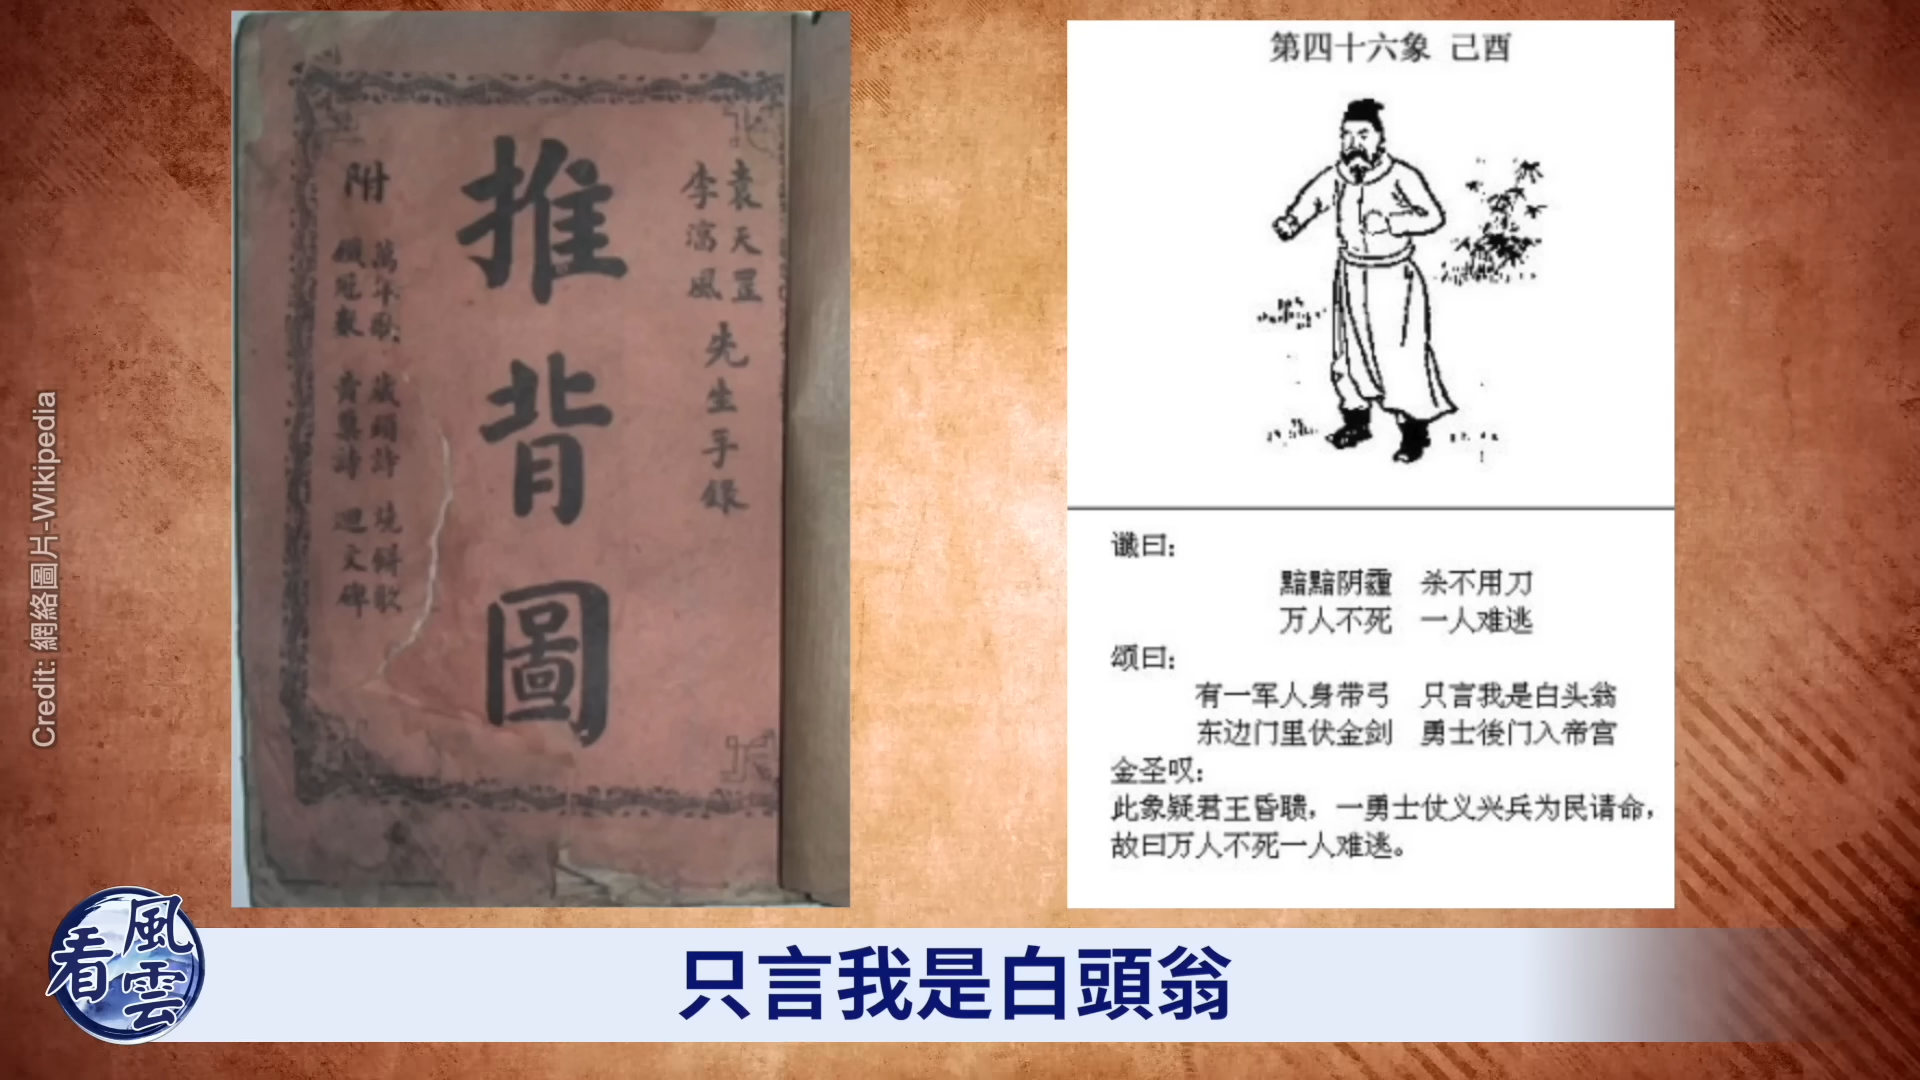 Credit: 網絡圖片-Wikipedia
袁天罡
李淳風
先生手錄
推背圖
附
萬年歌
歲頭詩
燒餅歌
黃蘗詩
迴文碑
第四十六象 己酉
谶曰:
黯黯阴霾 杀不用刀
万人不死 一人难逃
颂曰:
有一军人身带弓 只言我是白头翁
东边门里伏金剑 勇士後门入帝宫
金圣叹:
此象疑君王昏聩，一勇士仗义兴兵为民请命，
故曰万人不死一人难逃。
看風雲
只言我是白頭翁